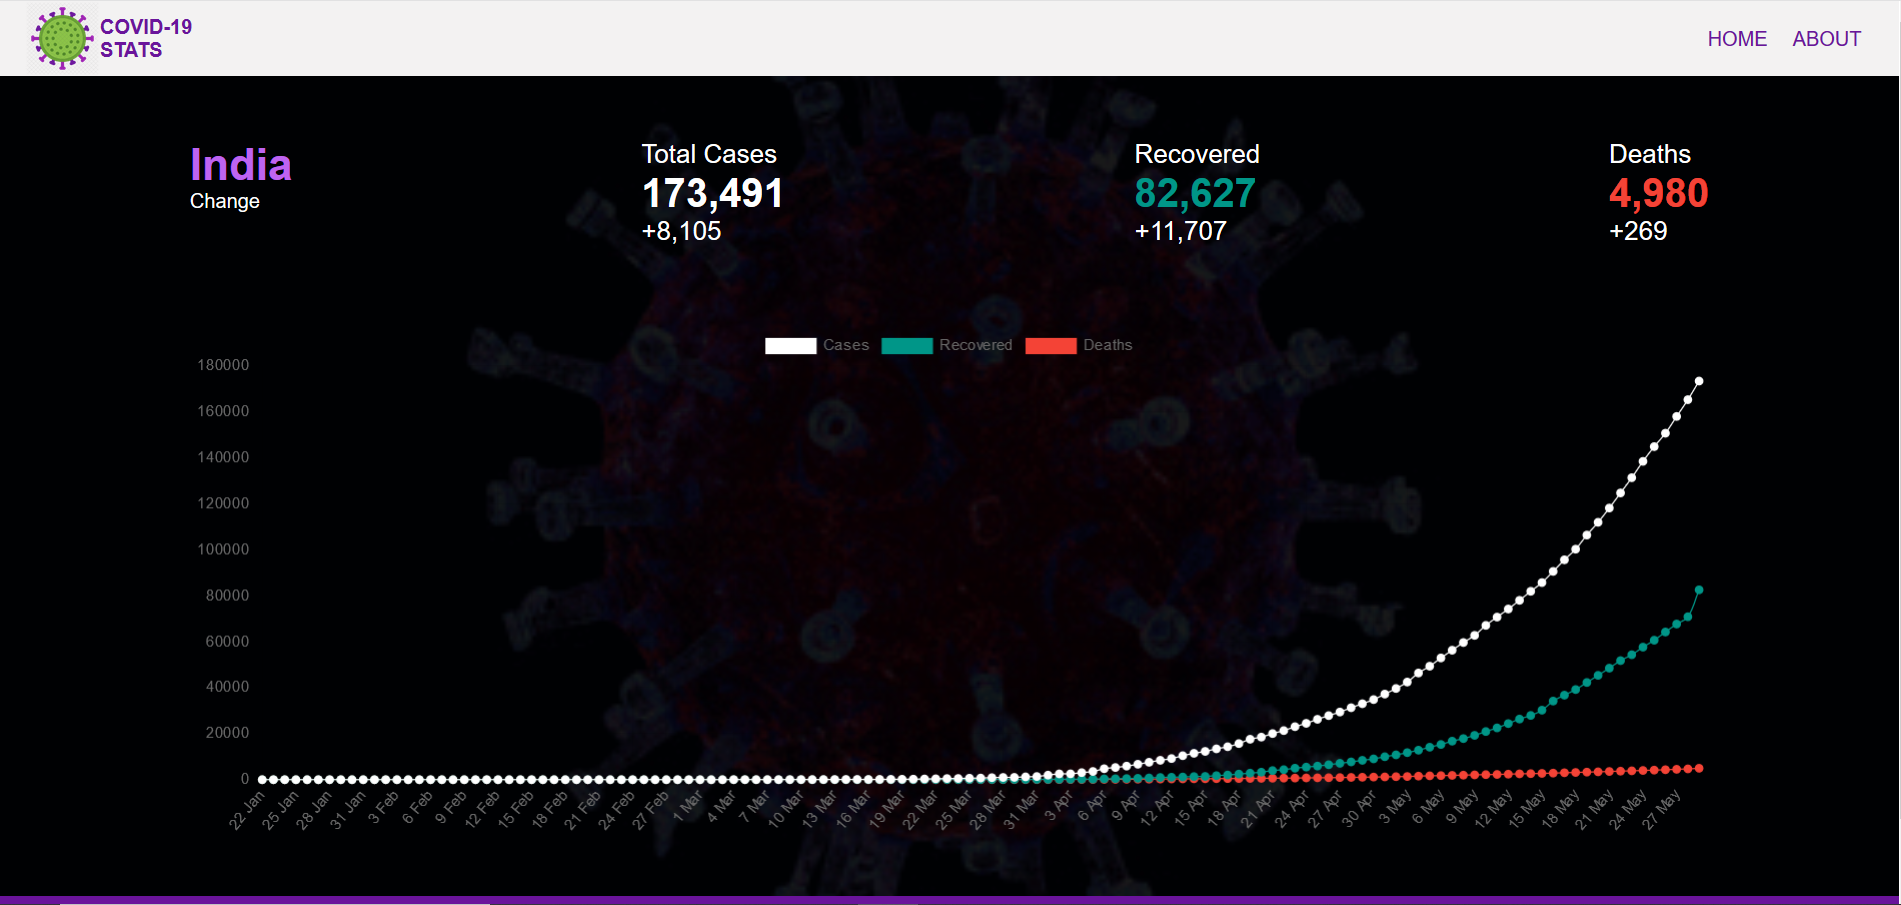 COVID-19
STATS
HOME ABOUT
India
Change
Total Cases
173,491
+8,105
Recovered
82,627
+11,707
Deaths
4,980
+269
Cases Recovered Deaths
180000
160000
140000
120000
100000
80000
60000
40000
20000
0
22 Jan 25 Jan 28 Jan 31 Jan 3 Feb 6 Feb 9 Feb 12 Feb 15 Feb 18 Feb 21 Feb 24 Feb 27 Feb 1 Mar 4 Mar 7 Mar 10 Mar 13 Mar 16 Mar 19 Mar 22 Mar 25 Mar 28 Mar 31 Mar 3 Apr 6 Apr 9 Apr 12 Apr 15 Apr 18 Apr 21 Apr 24 Apr 27 Apr 30 Apr 3 May 6 May 9 May 12 May 15 May 18 May 21 May 24 May 27 May